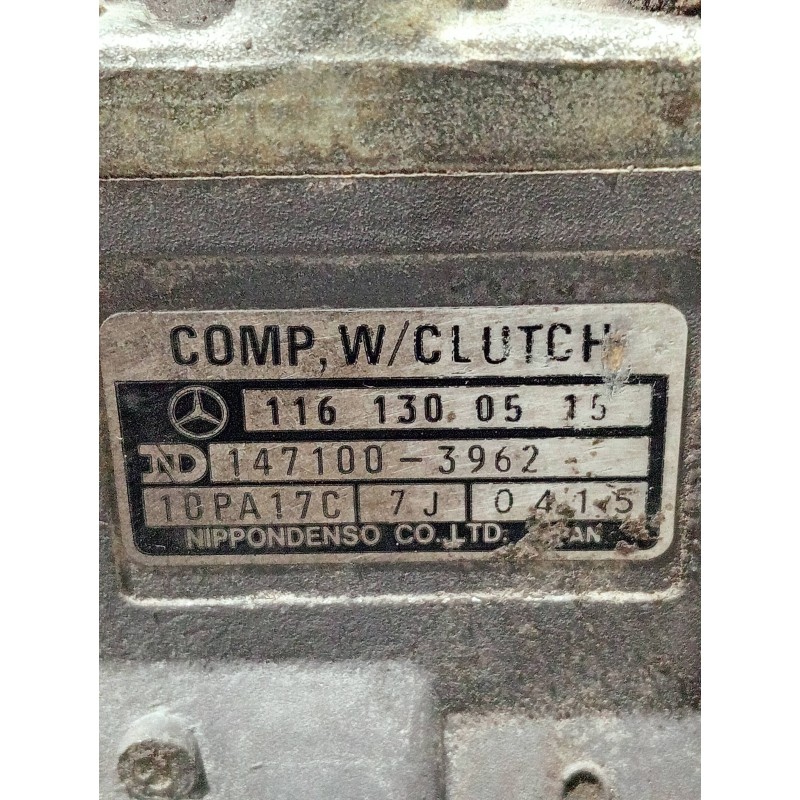 COMP, W/CLUTCH
116 130 05 15
ND 147100-3962
10PA17C 7J 0415
NIPPONDENSO CO.,LTD.